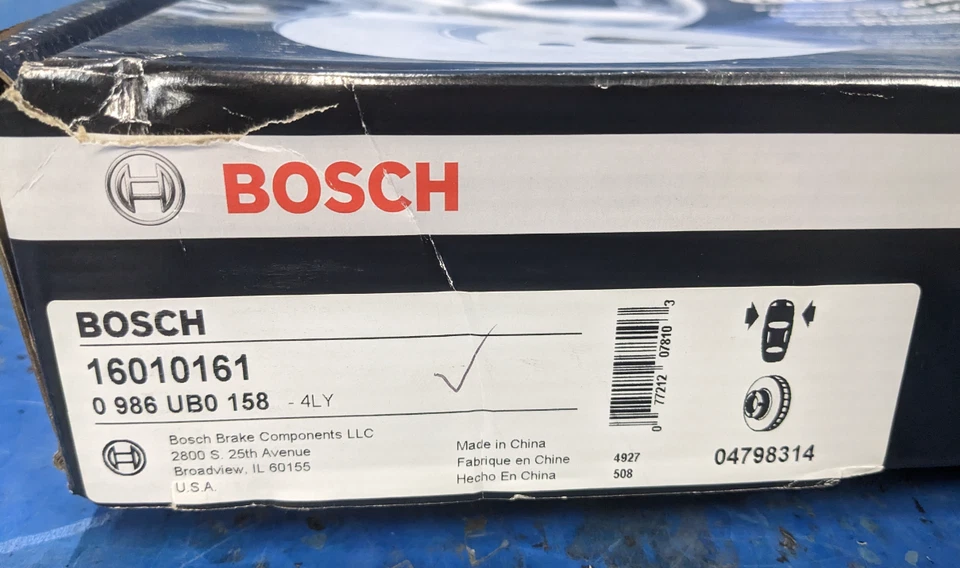 BOSCH
BOSCH
16010161
0 986 UB0 158 - 4LY
Bosch Brake Components LLC
2800 S. 25th Avenue
Broadview, IL 60155
U.S.A.
Made in China
Fabrique en Chine
Hecho En China
4927
508
0 77212 07810 3
04798314